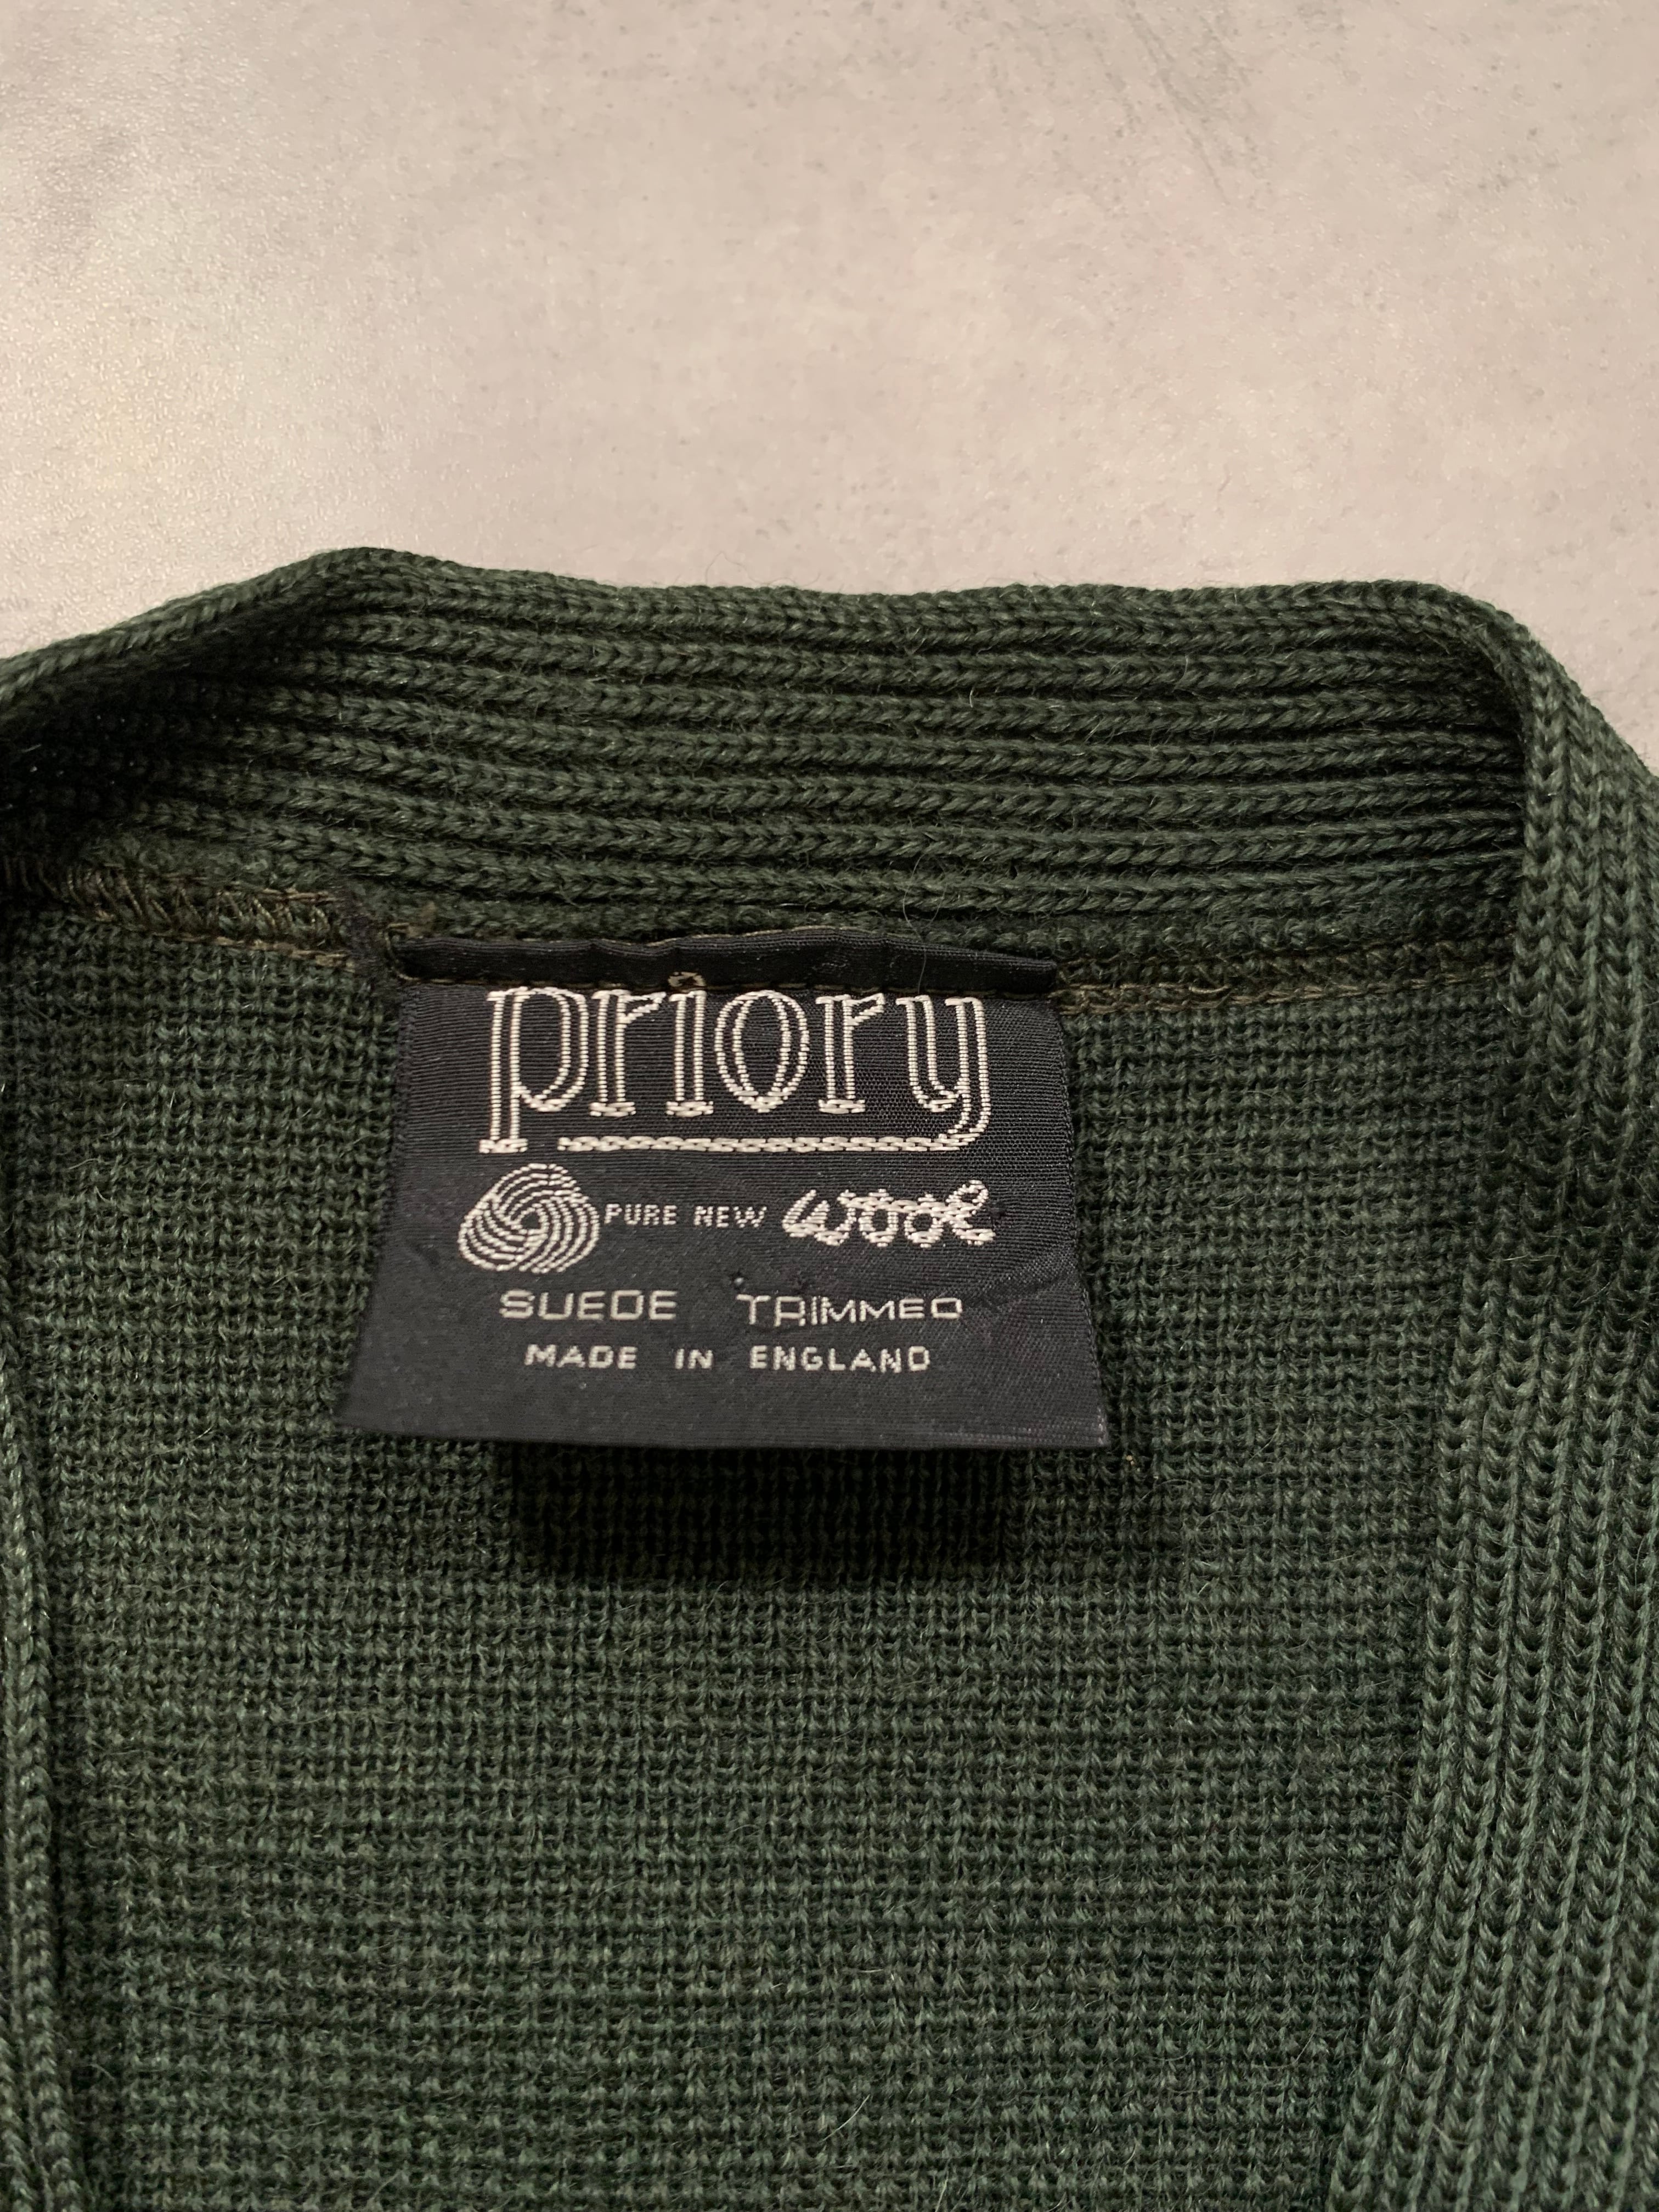 priory
PURE NEW wool
SUEDE TRIMMED
MADE IN ENGLAND